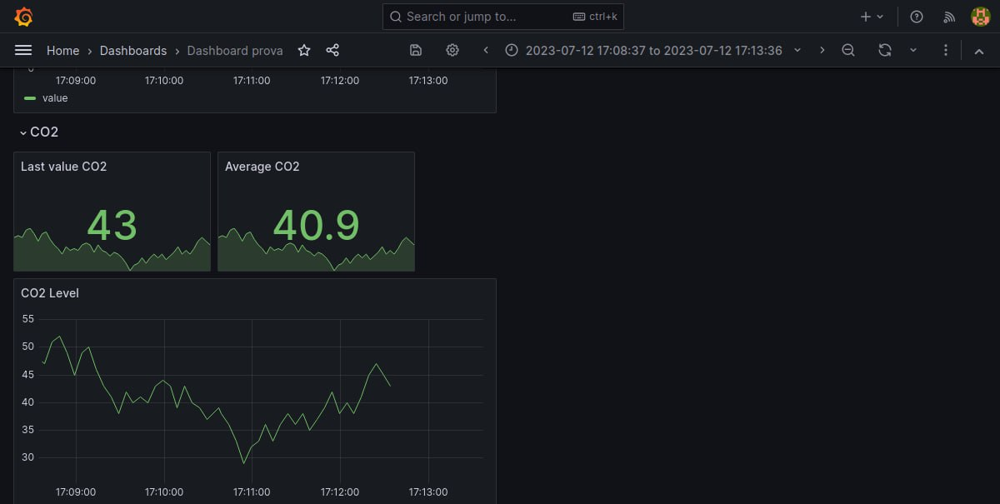 Search or jump to... ctrl+k
Home › Dashboards › Dashboard prova 2023-07-12 17:08:37 to 2023-07-12 17:13:36
0
17:09:00 17:10:00 17:11:00 17:12:00 17:13:00
value
CO2
Last value CO2
43
Average CO2
40.9
CO2 Level
55
50
45
40
35
30
17:09:00 17:10:00 17:11:00 17:12:00 17:13:00